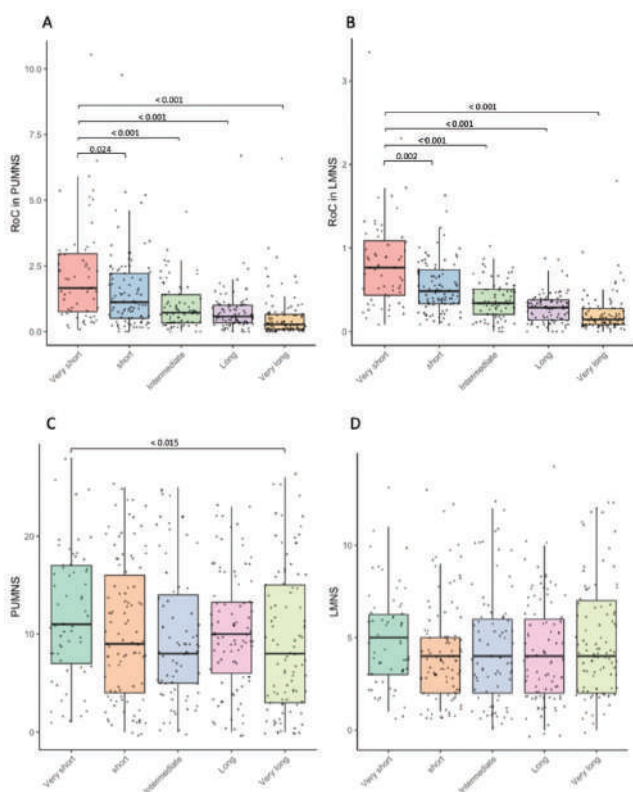 A
RoC in PUMNS
10.0
7.5
5.0
2.5
0.0
< 0.001
< 0.001
< 0.001
0.024
Very short
short
Intermediate
Long
Very long
B
RoC in LMNS
3
2
1
0
< 0.001
< 0.001
< 0.001
0.002
Very short
short
Intermediate
Long
Very long
C
PUMNS
20
10
0
< 0.015
Very short
short
Intermediate
Long
Very long
D
LMNS
10
5
0
Very short
short
Intermediate
Long
Very long